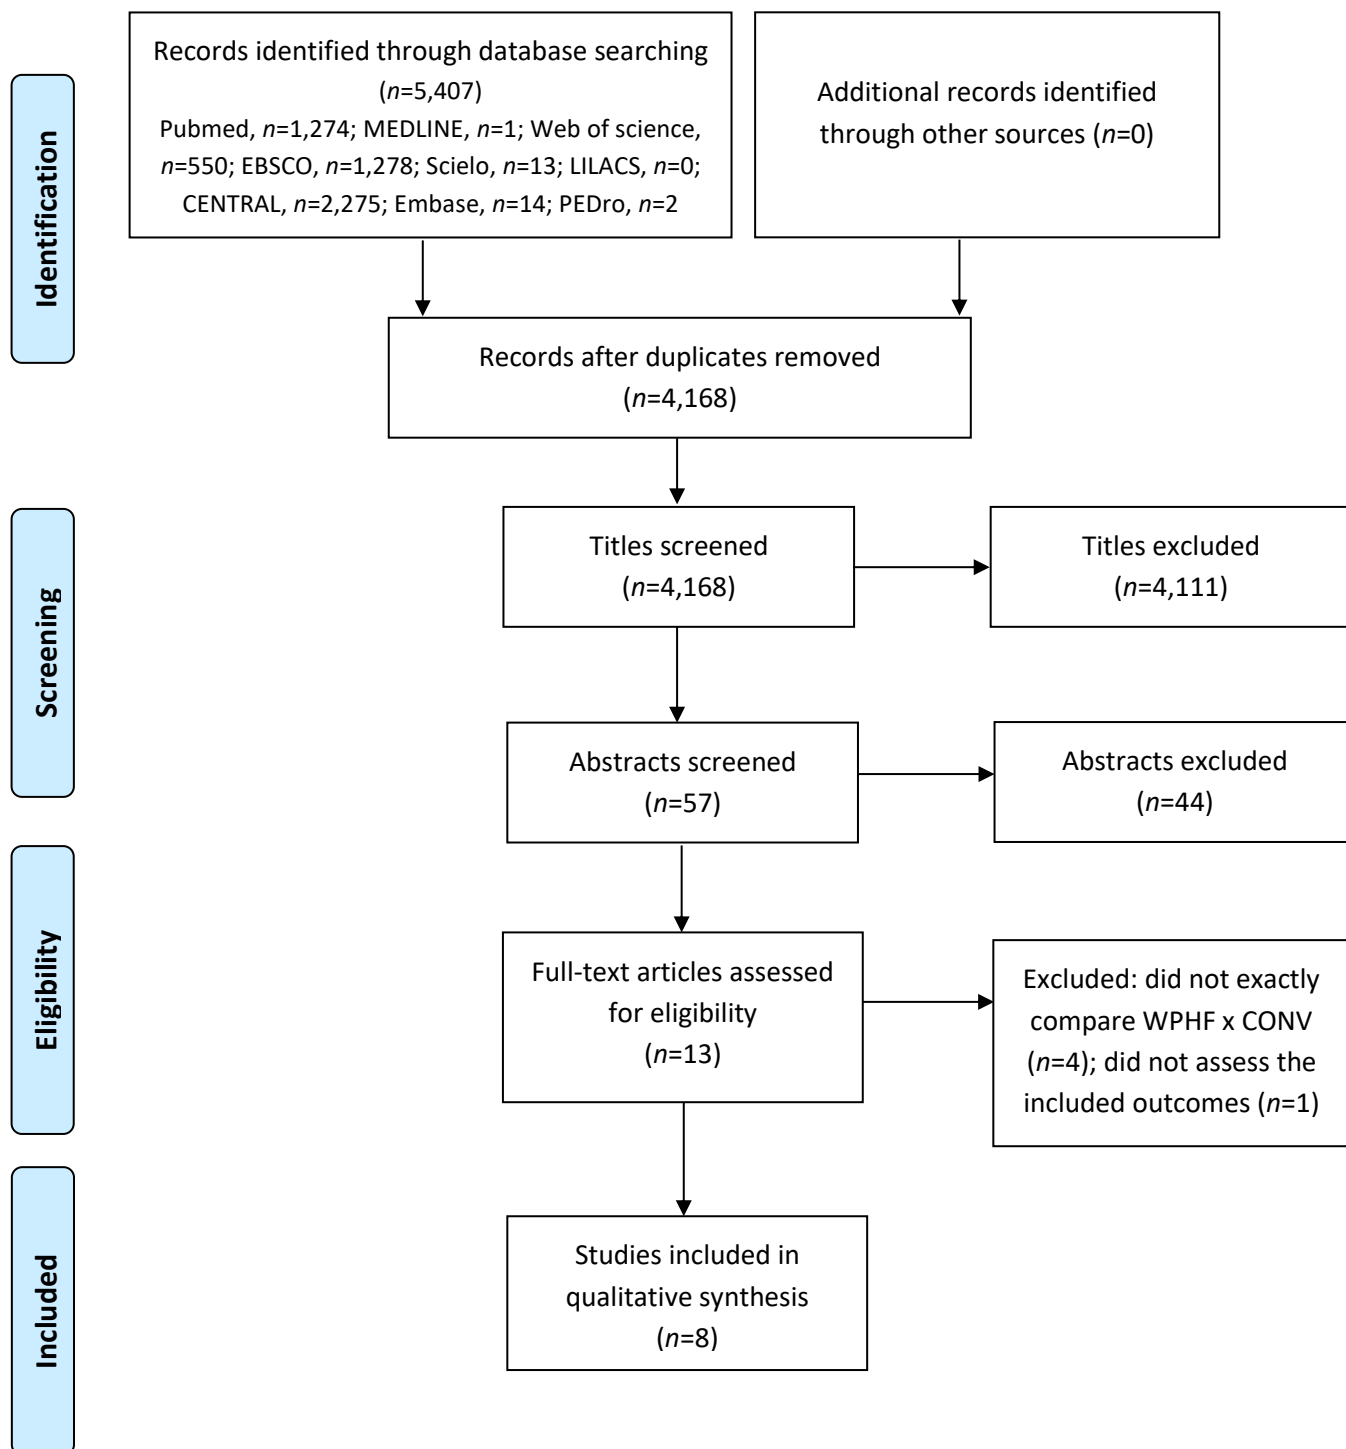 Identification
Records identified through database searching
(n=5,407)
Pubmed, n=1,274; MEDLINE, n=1; Web of science,
n=550; EBSCO, n=1,278; Scielo, n=13; LILACS, n=0;
CENTRAL, n=2,275; Embase, n=14; PEDro, n=2
Additional records identified
through other sources (n=0)
Records after duplicates removed
(n=4,168)
Screening
Titles screened
(n=4,168)
Titles excluded
(n=4,111)
Abstracts screened
(n=57)
Abstracts excluded
(n=44)
Eligibility
Full-text articles assessed
for eligibility
(n=13)
Excluded: did not exactly
compare WPHF x CONV
(n=4); did not assess the
included outcomes (n=1)
Included
Studies included in
qualitative synthesis
(n=8)